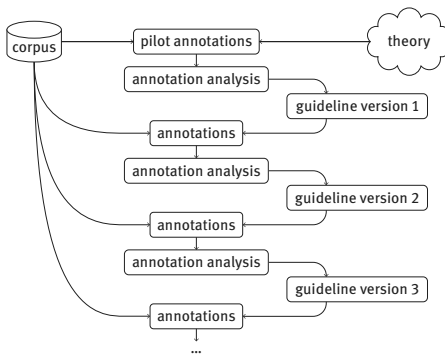 corpus
pilot annotations
theory
annotation analysis
guideline version 1
annotations
annotation analysis
guideline version 2
annotations
annotation analysis
guideline version 3
annotations
...